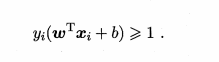 yᵢ(𝒘ᵀ𝒙ᵢ + b) ⩾ 1 .